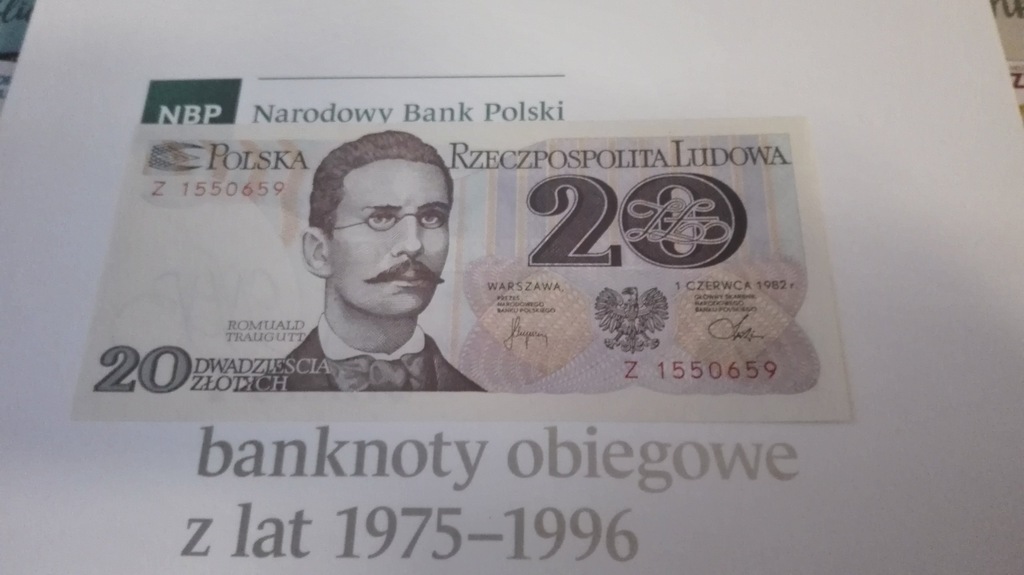 NBP Narodowy Bank Polski
POLSKA RZECZPOSPOLITA LUDOWA
Z 1550659
20
WARSZAWA 1 CZERWCA 1982 r
PREZES NARODOWEGO BANKU POLSKIEGO
GŁÓWNY SKARBNIK NARODOWEGO BANKU POLSKIEGO
ROMUALD
TRAUGUTT
20 DWADZIEŚCIA
ZŁOTYCH
Z 1550659
banknoty obiegowe
z lat 1975–1996